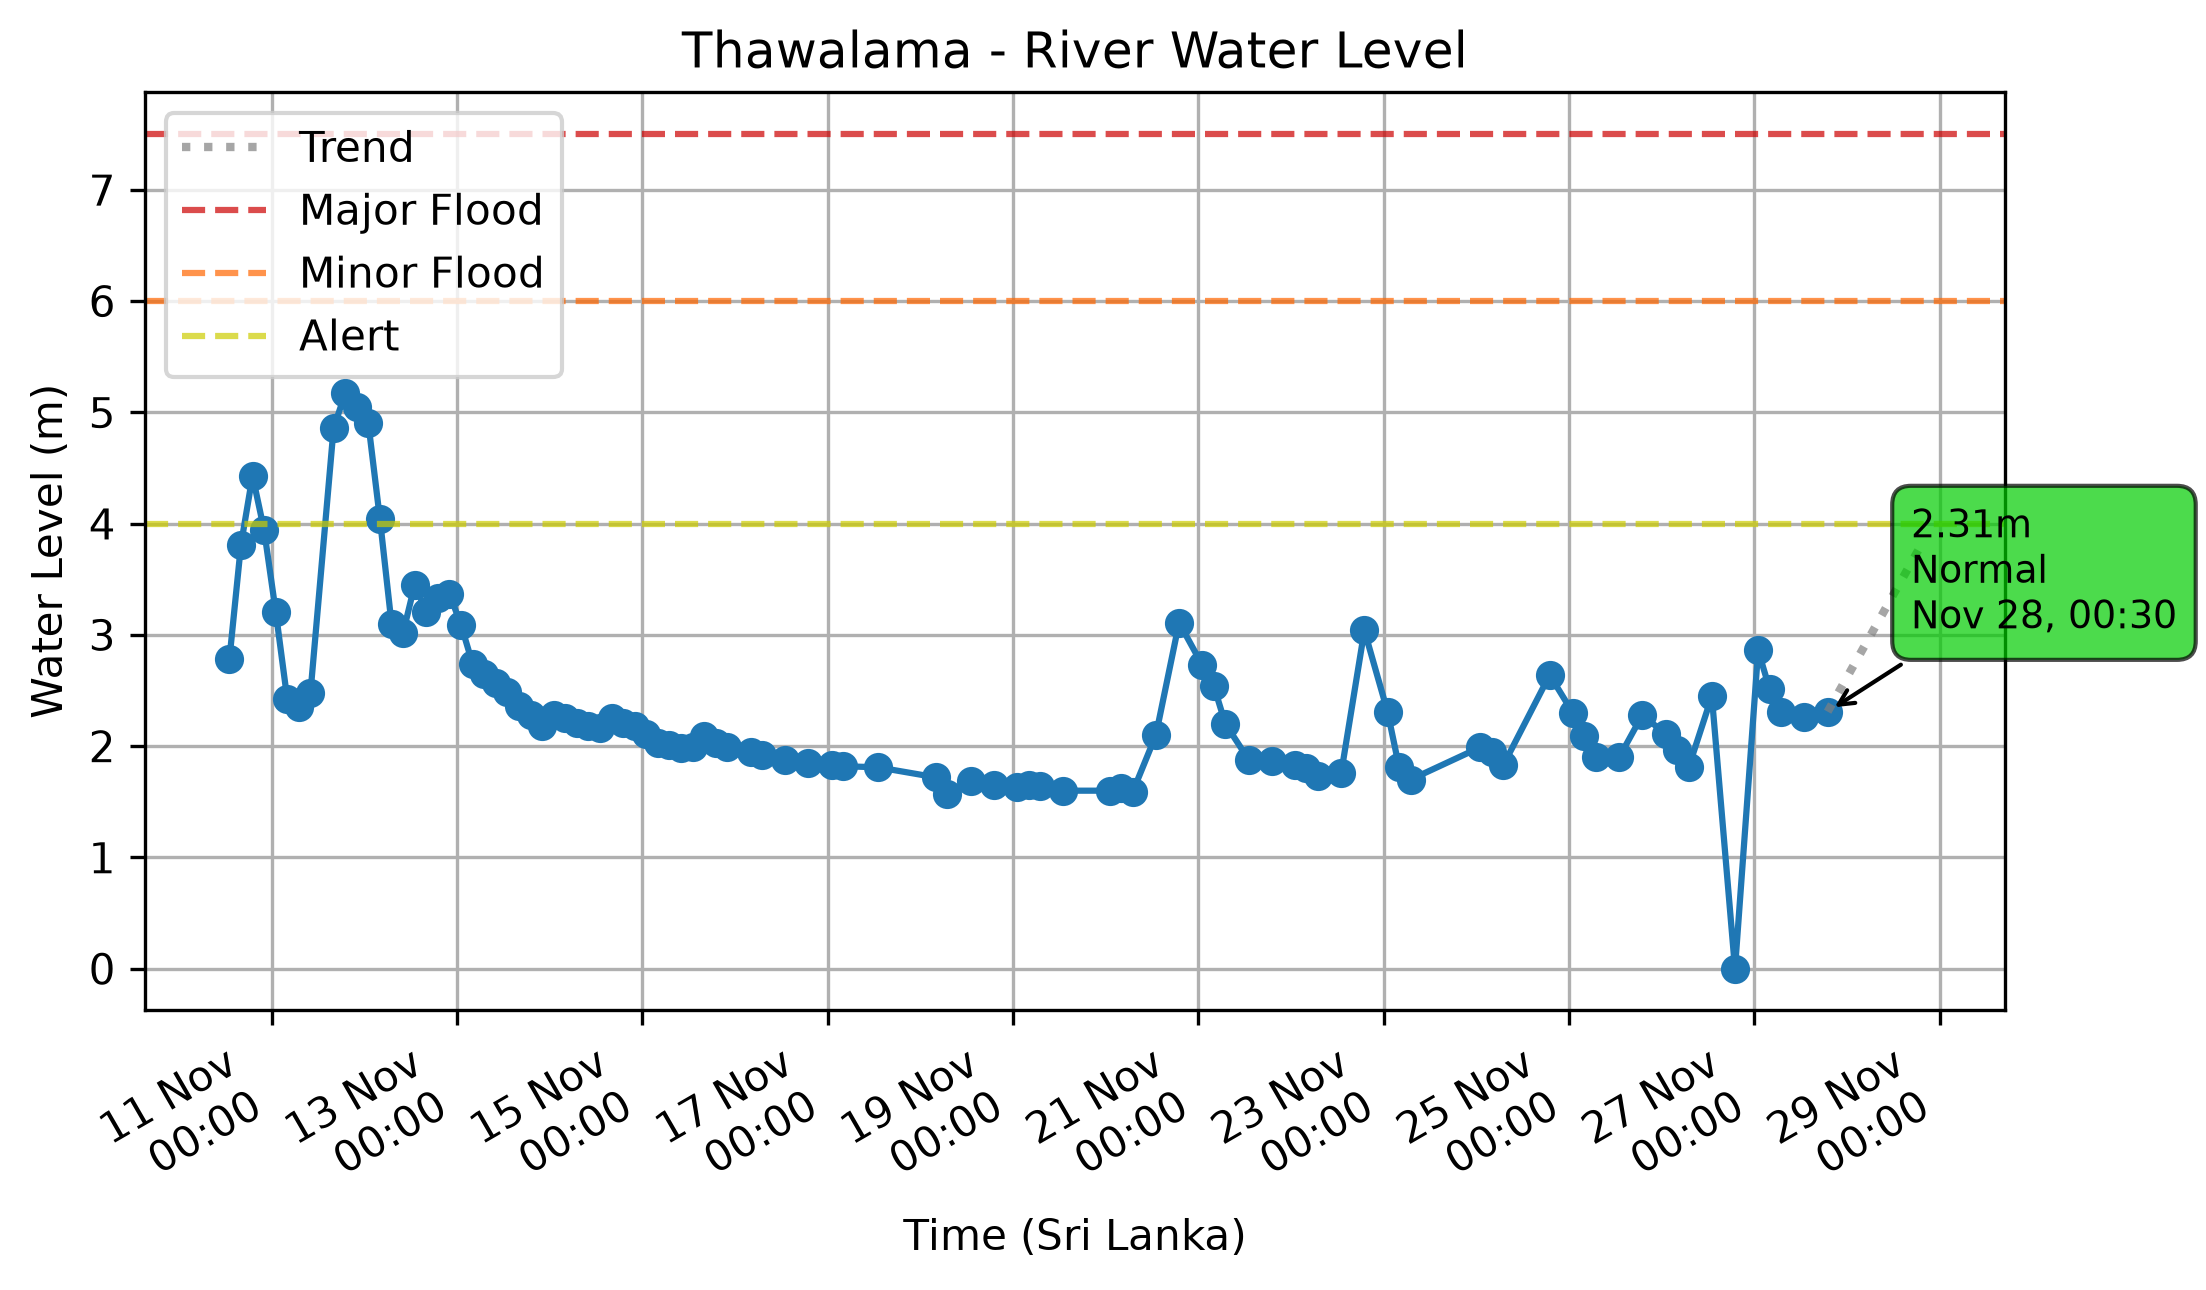 Thawalama - River Water Level
Trend
Major Flood
Minor Flood
Alert
7
6
5
4
3
2
1
0
Water Level (m)
2.31m
Normal
Nov 28, 00:30
11 Nov
00:00
13 Nov
00:00
15 Nov
00:00
17 Nov
00:00
19 Nov
00:00
21 Nov
00:00
23 Nov
00:00
25 Nov
00:00
27 Nov
00:00
29 Nov
00:00
Time (Sri Lanka)